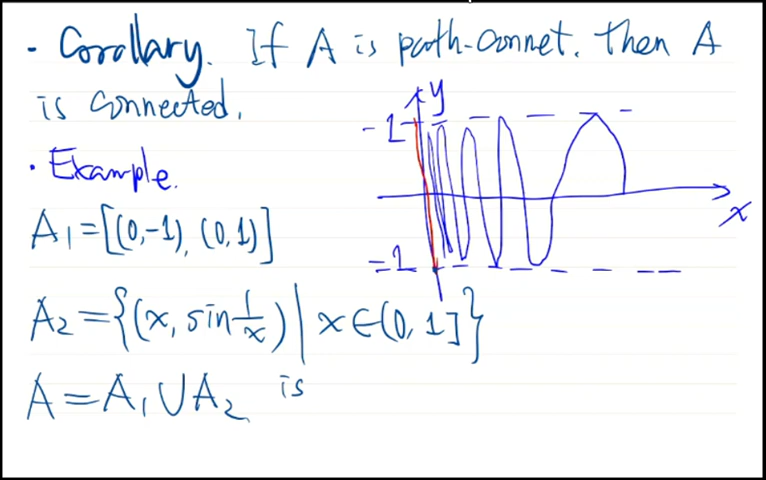 · Corollary. If A is path-connet. then A
is connected.
y
-1
· Example.
x
A₁=[(0,-1), (0,1)]
-1
A₂={(x, sin 1/x) | x∈(0,1]}
A=A₁∪A₂ is